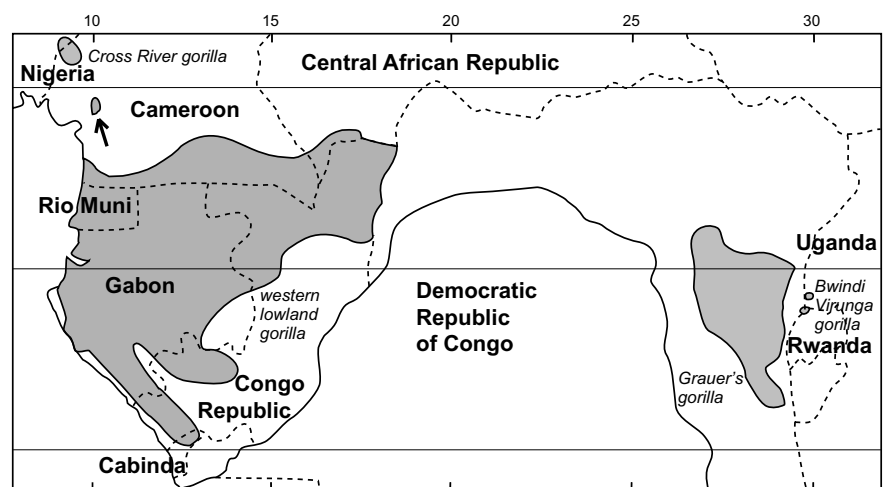 10 15 20 25 30
Cross River gorilla
Nigeria
Central African Republic
Cameroon
Rio Muni
Uganda
Gabon
western
lowland
gorilla
Democratic
Republic
of Congo
Bwindi
Virunga
gorilla
Rwanda
Grauer's
gorilla
Congo
Republic
Cabinda